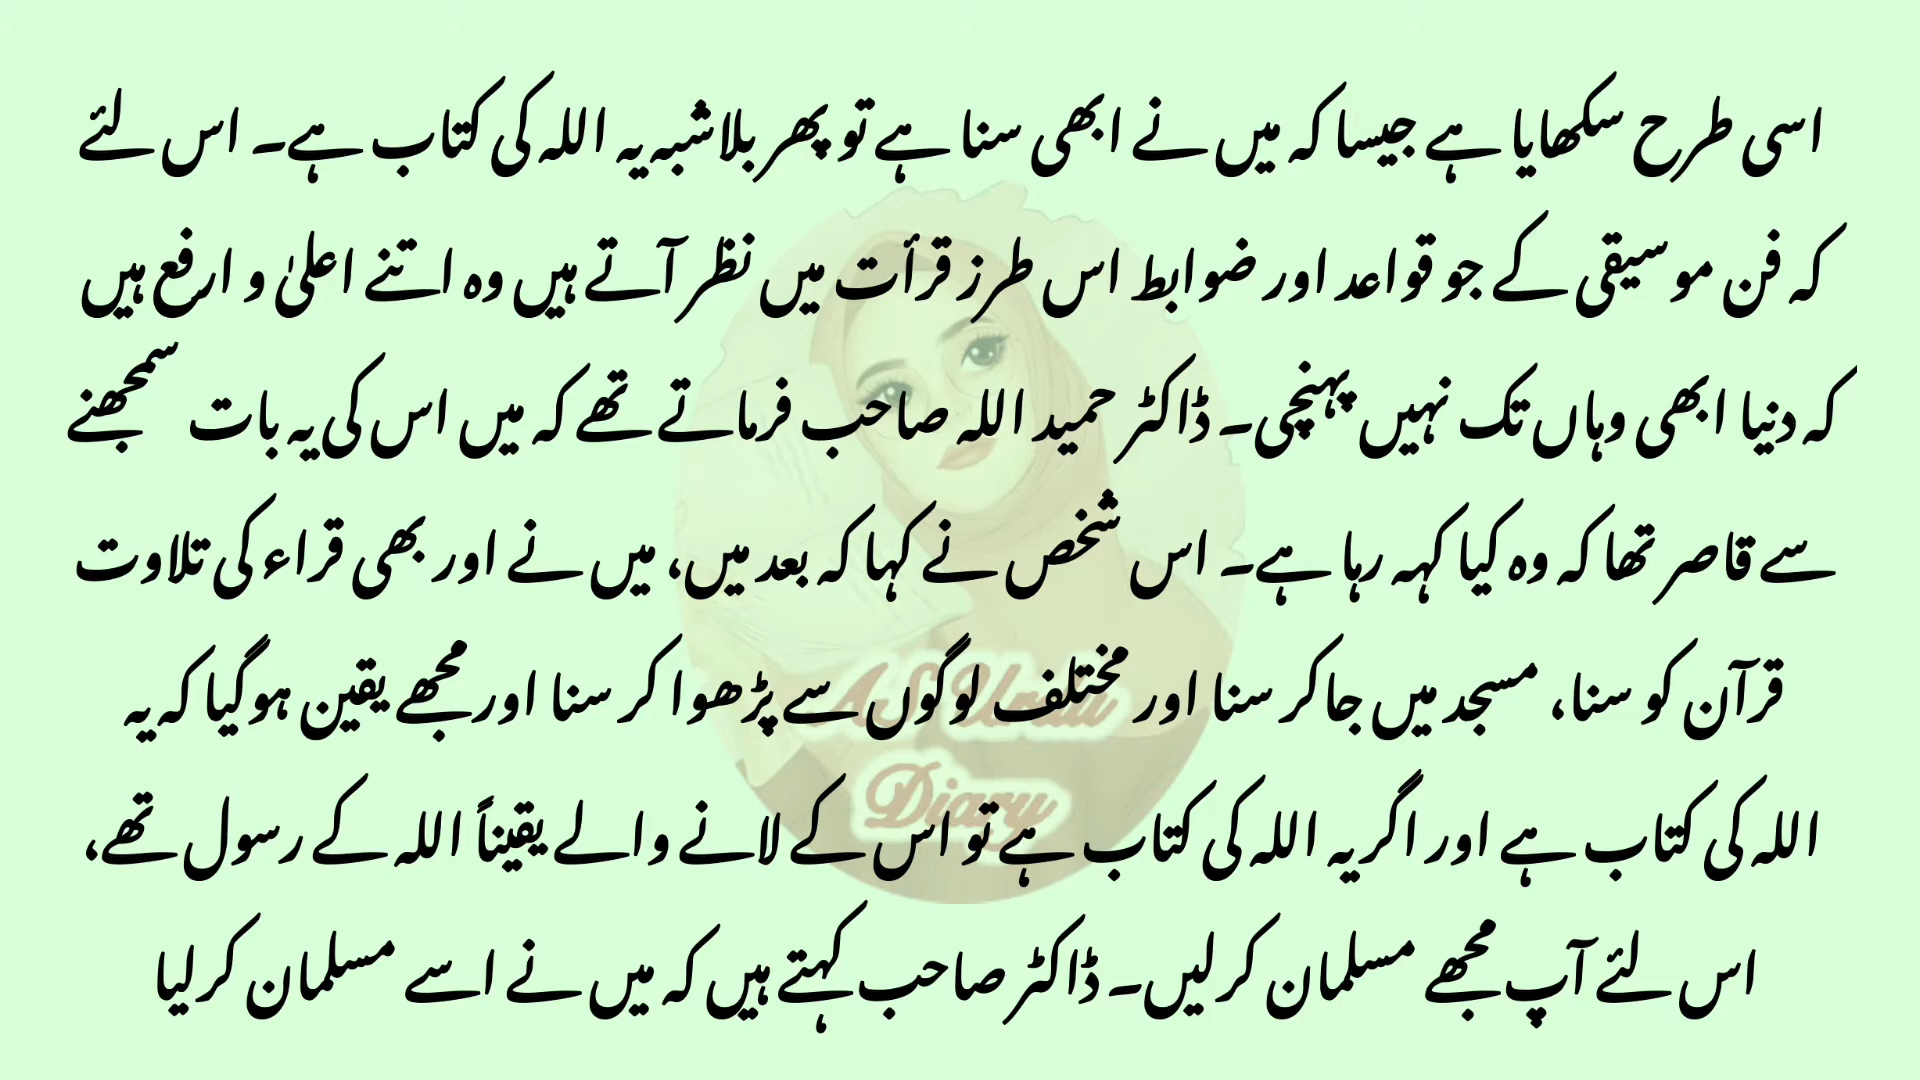 اسی طرح سکھایا ہے جیسا کہ میں نے ابھی سنا ہے تو پھر بلاشبہ یہ اللہ کی کتاب ہے۔ اس لئے
کہ فن موسیقی کے جو قواعد اور ضوابط اس طرز قرأت میں نظر آتے ہیں وہ اتنے اعلیٰ و ارفع ہیں
کہ دنیا ابھی وہاں تک نہیں پہنچی۔ ڈاکٹر حمید اللہ صاحب فرماتے تھے کہ میں اس کی یہ بات سمجھنے
سے قاصر تھا کہ وہ کیا کہہ رہا ہے۔ اس شخص نے کہا کہ بعد میں، میں نے اور بھی قراء کی تلاوت
قرآن کو سنا، مسجد میں جا کر سنا اور مختلف لوگوں سے پڑھوا کر سنا اور مجھے یقین ہوگیا کہ یہ
اللہ کی کتاب ہے اور اگر یہ اللہ کی کتاب ہے تو اس کے لانے والے یقیناً اللہ کے رسول تھے،
اس لئے آپ مجھے مسلمان کرلیں۔ ڈاکٹر صاحب کہتے ہیں کہ میں نے اسے مسلمان کرلیا
AS Urdu
Diary